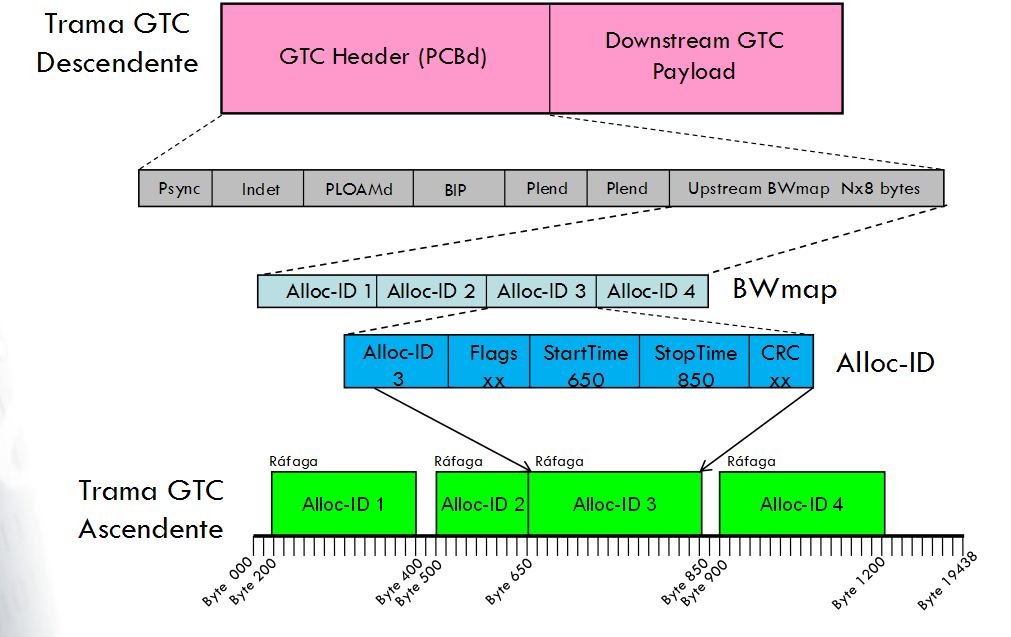 Trama GTC
Descendente
GTC Header (PCBd)
Downstream GTC
Payload
Psync
Indet
PLOAMd
BIP
Plend
Plend
Upstream BWmap Nx8 bytes
Alloc-ID 1
Alloc-ID 2
Alloc-ID 3
Alloc-ID 4
BWmap
Alloc-ID
3
Flags
xx
StartTime
650
StopTime
850
CRC
xx
Alloc-ID
Trama GTC
Ascendente
Ráfaga
Alloc-ID 1
Ráfaga
Alloc-ID 2
Ráfaga
Alloc-ID 3
Ráfaga
Alloc-ID 4
Byte 000
Byte 200
Byte 400
Byte 500
Byte 650
Byte 850
Byte 900
Byte 1200
Byte 19438